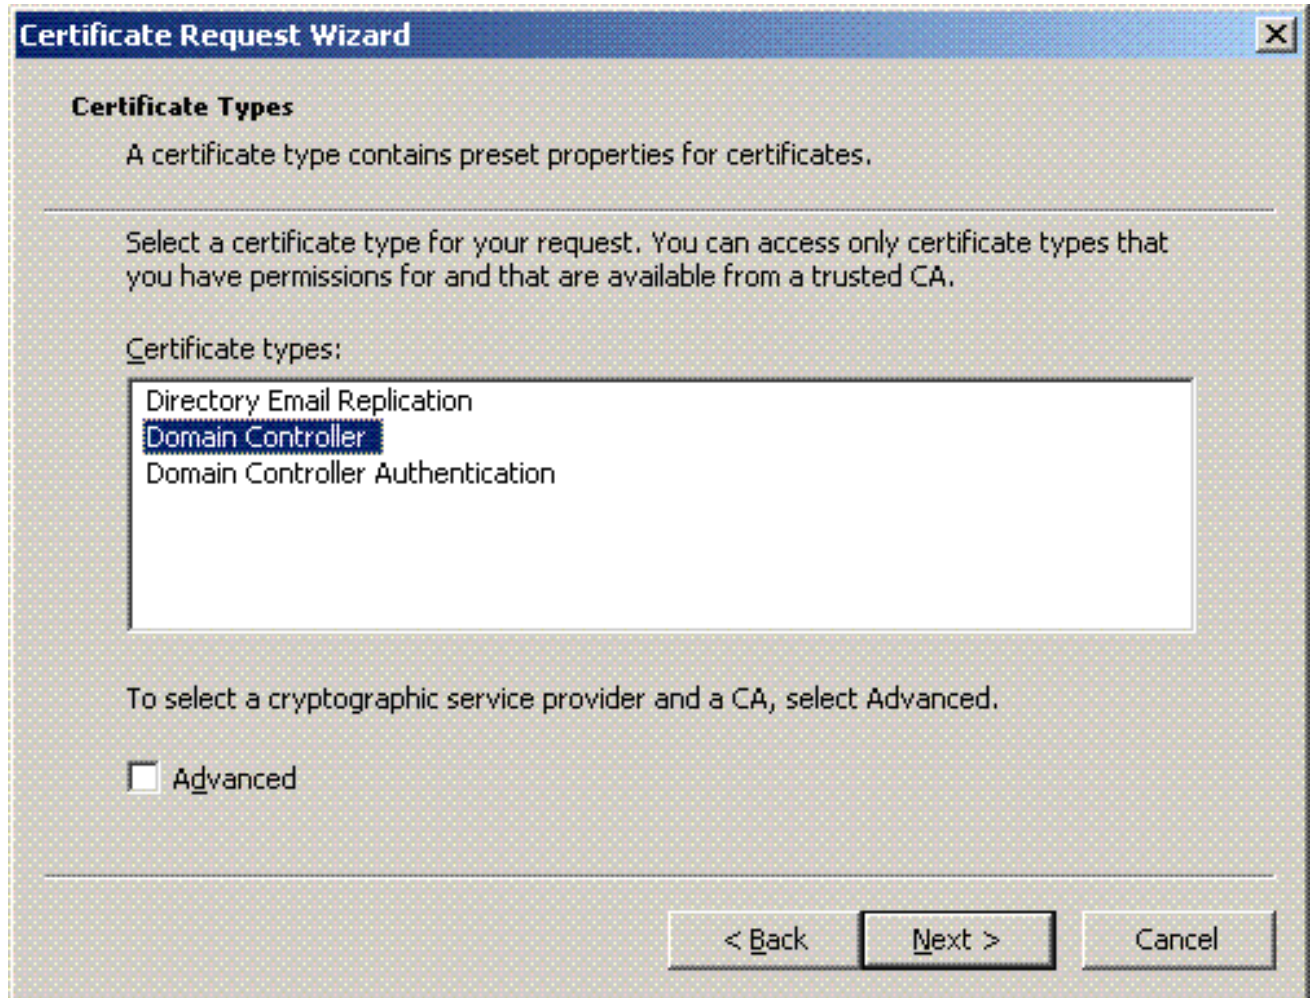 Certificate Request Wizard
Certificate Types
A certificate type contains preset properties for certificates.
Select a certificate type for your request. You can access only certificate types that
you have permissions for and that are available from a trusted CA.
Certificate types:
Directory Email Replication
Domain Controller
Domain Controller Authentication
To select a cryptographic service provider and a CA, select Advanced.
Advanced
< Back Next > Cancel